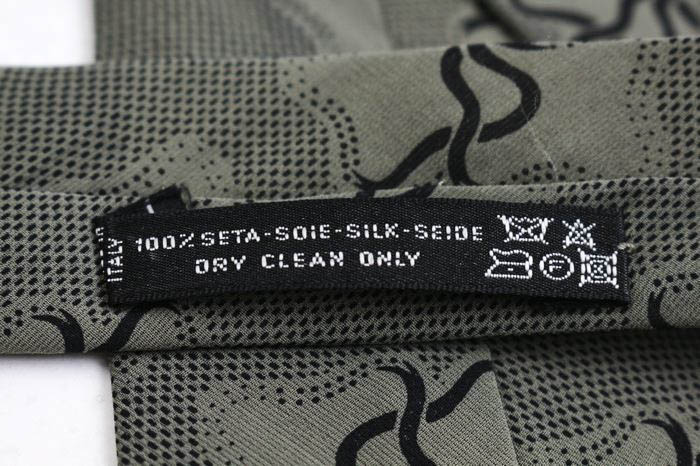 ITALY
100% SETA-SOIE-SILK-SEIDE
DRY CLEAN ONLY
F